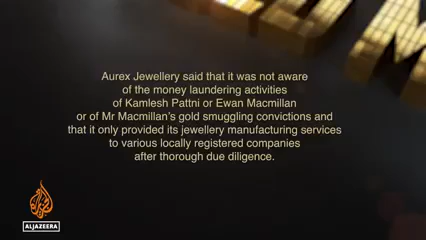 Aurex Jewellery said that it was not aware
of the money laundering activities
of Kamlesh Pattni or Ewan Macmillan
or of Mr Macmillan's gold smuggling convictions and
that it only provided its jewellery manufacturing services
to various locally registered companies
after thorough due diligence.
ALJAZEERA